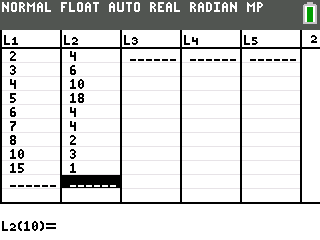 NORMAL FLOAT AUTO REAL RADIAN MP
L1 L2 L3 L4 L5 2
2 4 ------ ------ ------
3 6
4 10
5 18
6 4
7 4
8 2
10 3
15 1
------ ------
L2(10)=